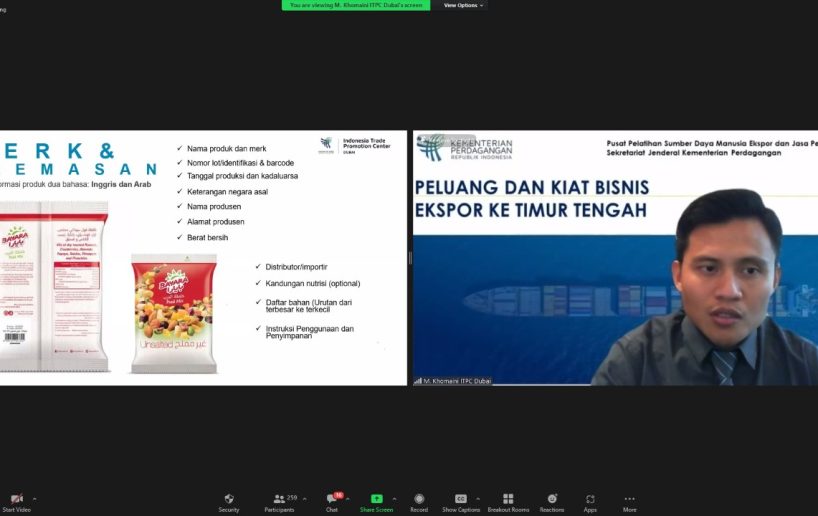 You are viewing M. Khomaini ITPC Dubai's screen
View Options
ERK&
EMASAN
ormasi produk dua bahasa: Inggris dan Arab
Nama produk dan merk
Nomor lot/identifikasi & barcode
Tanggal produksi dan kadaluarsa
Keterangan negara asal
Nama produsen
Alamat produsen
Berat bersih
Indonesia Trade
Promotion Center
DUBAI
Distributor/importir
Kandungan nutrisi (optional)
Daftar bahan (Urutan dari
terbesar ke terkecil
Instruksi Penggunaan dan
Penyimpanan
BAYARA
بيارا
BAYARA
Fruit Mix
Unsalted غير مملح
KEMENTERIAN
PERDAGANGAN
REPUBLIK INDONESIA
Pusat Pelatihan Sumber Daya Manusia Ekspor dan Jasa Pe
Sekretariat Jenderal Kementerian Perdagangan
PELUANG DAN KIAT BISNIS
EKSPOR KE TIMUR TENGAH
M. Khomaini ITPC Dubai
Start Video
Security
Participants
259
Chat
16
Share Screen
Record
Show Captions
Breakout Rooms
Reactions
Apps
More